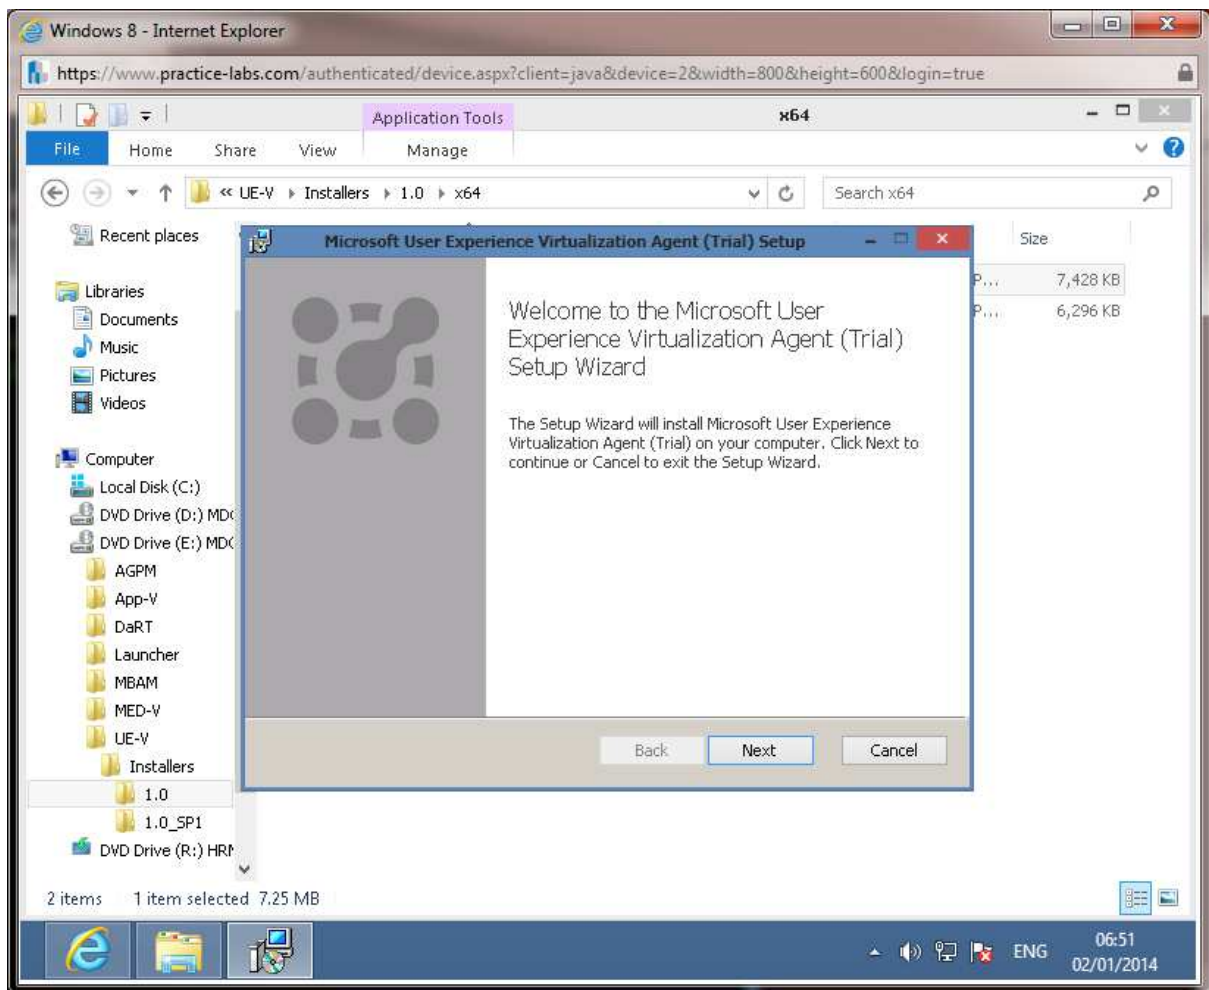 Windows 8 - Internet Explorer
https://www.practice-labs.com/authenticated/device.aspx?client=java&device=2&width=800&height=600&login=true
Application Tools
x64
File Home Share View Manage
« UE-V Installers 1.0 x64
Search x64
Recent places
Libraries
Documents
Music
Pictures
Videos
Computer
Local Disk (C:)
DVD Drive (D:) MD
DVD Drive (E:) MD
AGPM
App-V
DaRT
Launcher
MBAM
MED-V
UE-V
Installers
1.0
1.0_SP1
DVD Drive (R:) HR
Size
P... 7,428 KB
P... 6,296 KB
Microsoft User Experience Virtualization Agent (Trial) Setup
Welcome to the Microsoft User
Experience Virtualization Agent (Trial)
Setup Wizard
The Setup Wizard will install Microsoft User Experience
Virtualization Agent (Trial) on your computer. Click Next to
continue or Cancel to exit the Setup Wizard.
Back Next Cancel
2 items 1 item selected 7.25 MB
ENG
06:51
02/01/2014